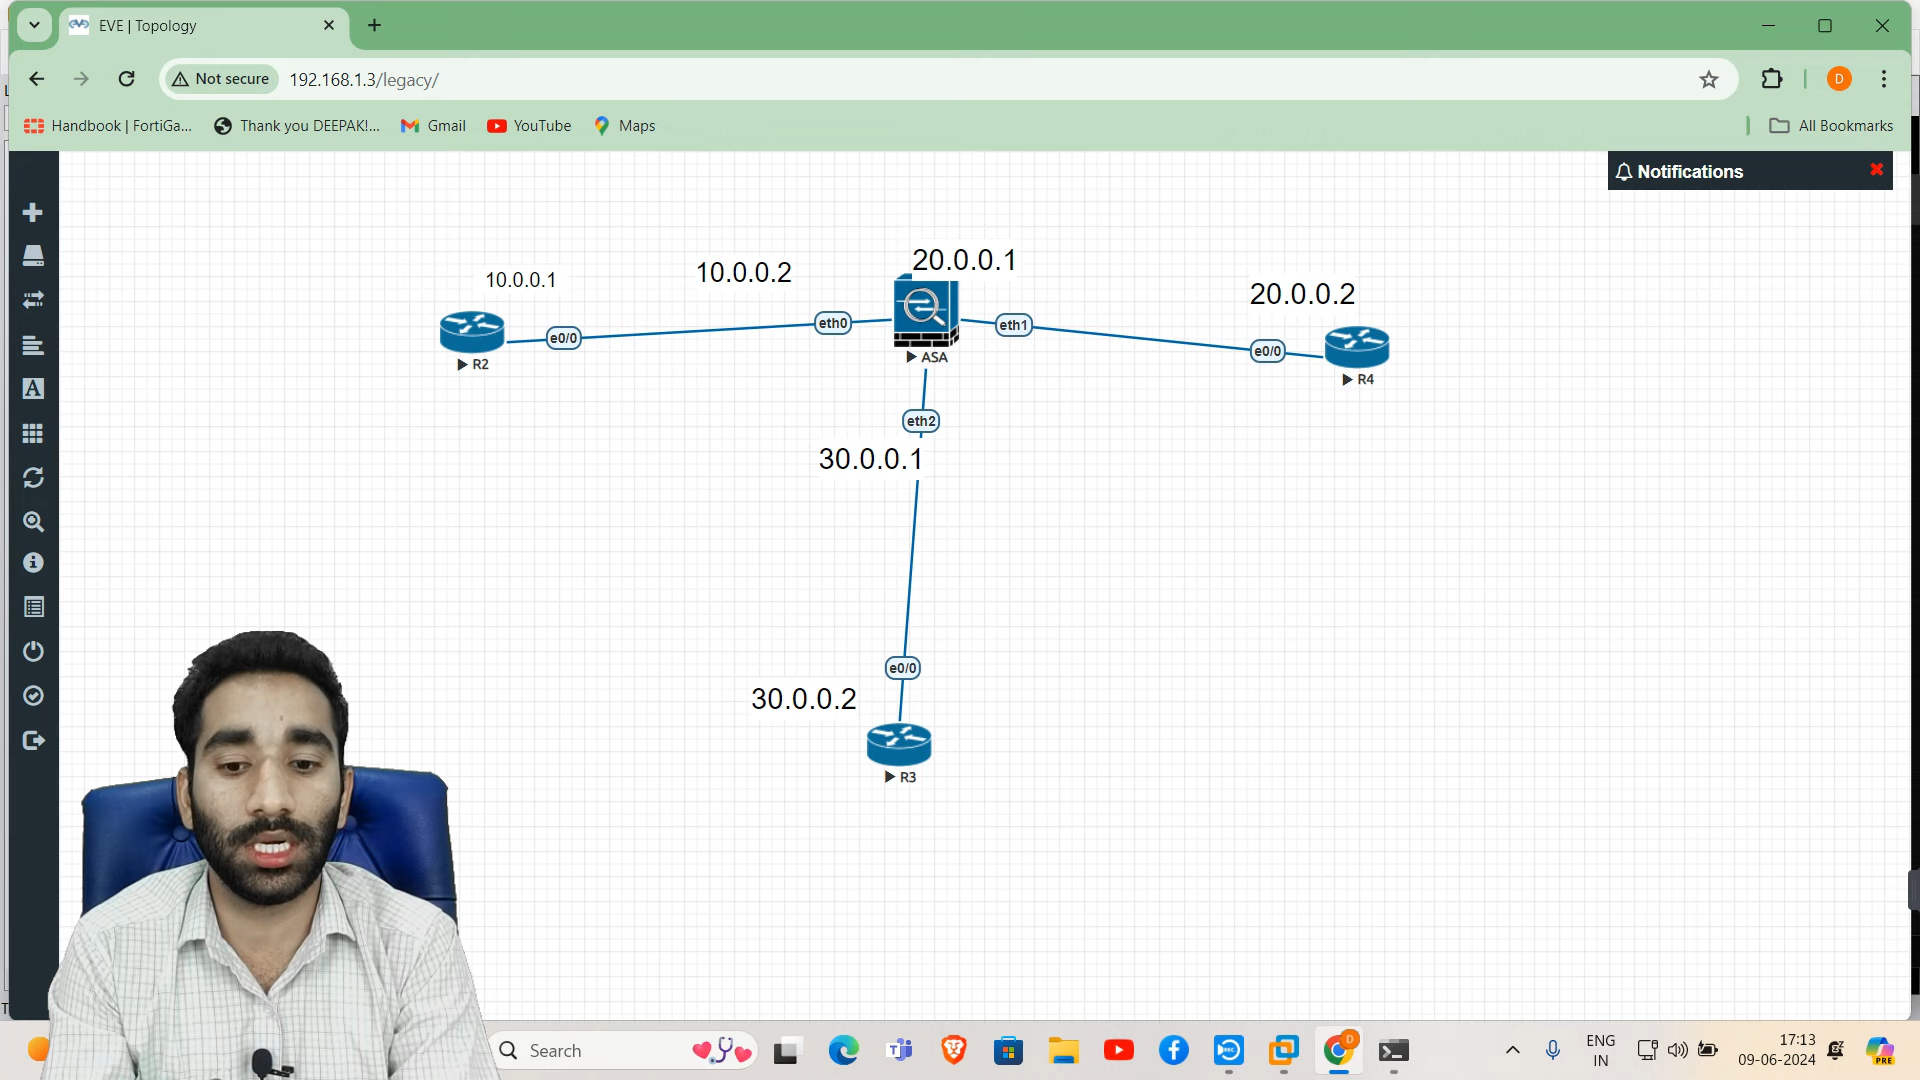 EVE | Topology
Not secure
192.168.1.3/legacy/
D
Handbook | FortiGa...
Thank you DEEPAK!...
Gmail
YouTube
Maps
All Bookmarks
Notifications
20.0.0.1
10.0.0.1
10.0.0.2
20.0.0.2
e0/0
eth0
eth1
e0/0
R2
ASA
R4
eth2
30.0.0.1
e0/0
30.0.0.2
R3
A
Search
D
ENG
IN
17:13
09-06-2024
PRE